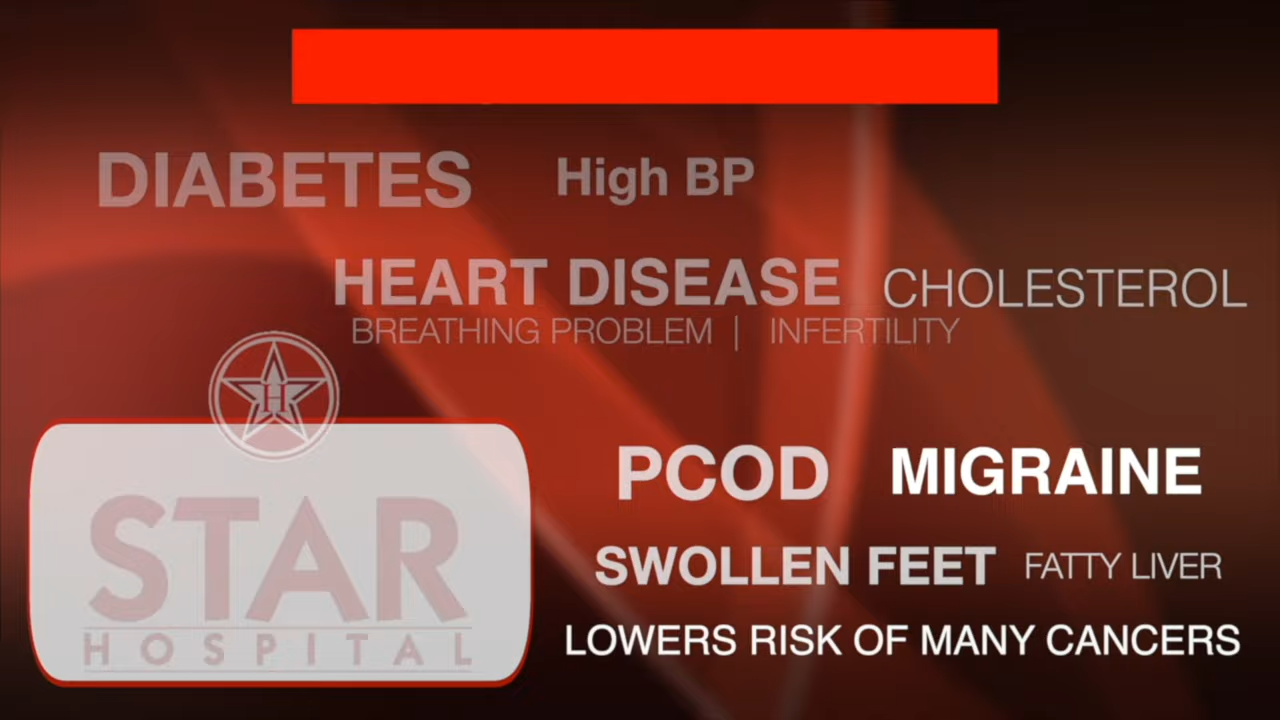 DIABETES High BP
HEART DISEASE CHOLESTEROL
BREATHING PROBLEM | INFERTILITY
H
STAR
HOSPITAL
PCOD MIGRAINE
SWOLLEN FEET FATTY LIVER
LOWERS RISK OF MANY CANCERS